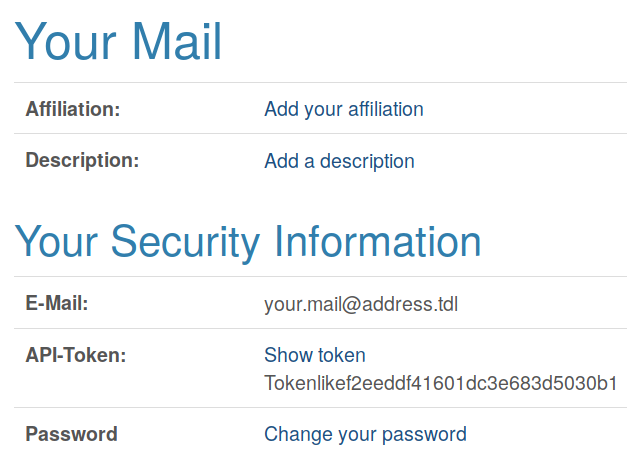 Your Mail
Affiliation: Add your affiliation
Description: Add a description
Your Security Information
E-Mail: your.mail@address.tdl
API-Token: Show token
Tokenlikef2eeddf41601dc3e683d5030b1
Password Change your password